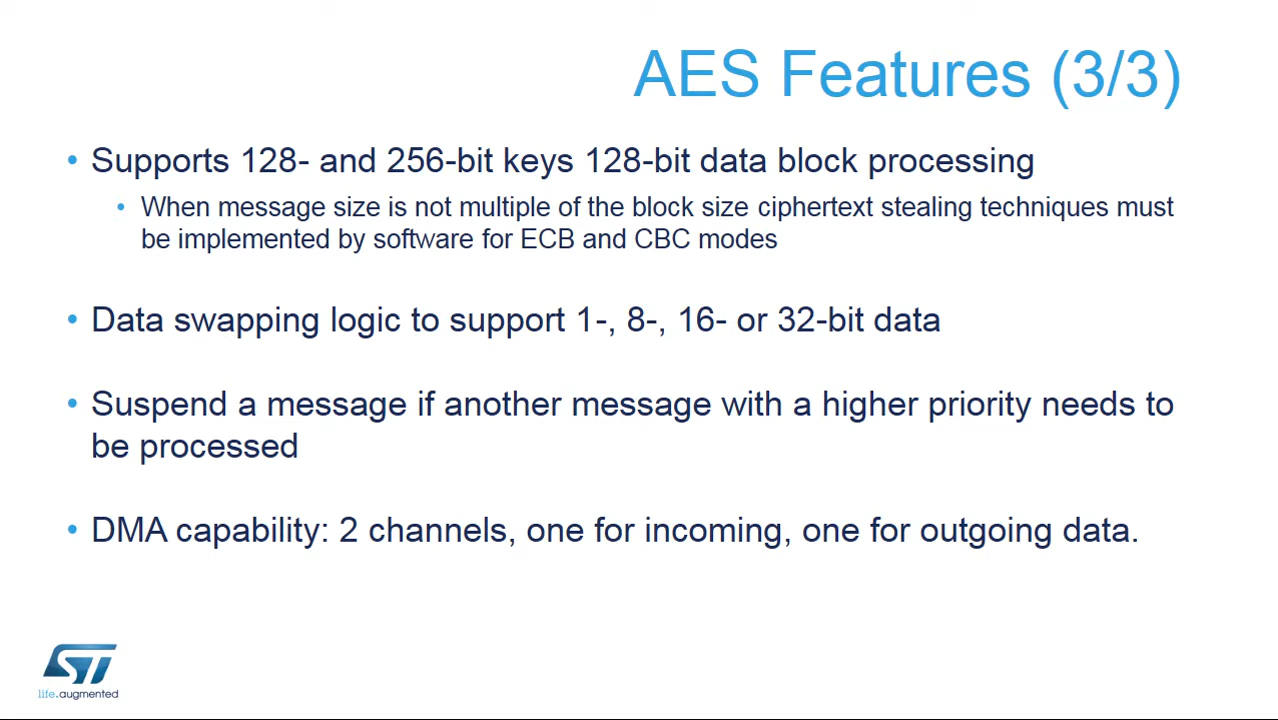 AES Features (3/3)
• Supports 128- and 256-bit keys 128-bit data block processing
• When message size is not multiple of the block size ciphertext stealing techniques must
be implemented by software for ECB and CBC modes
• Data swapping logic to support 1-, 8-, 16- or 32-bit data
• Suspend a message if another message with a higher priority needs to
be processed
• DMA capability: 2 channels, one for incoming, one for outgoing data.
ST
life.augmented